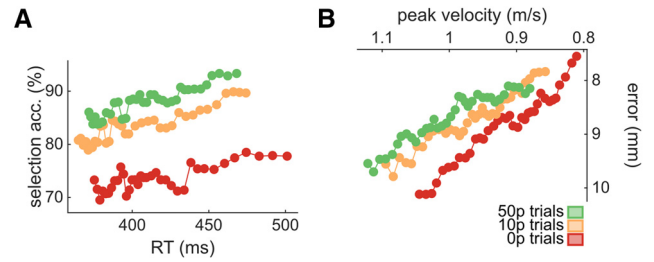 A
selection acc. (%)
90
80
70
400 450 500
RT (ms)
B
peak velocity (m/s)
1.1 1 0.9 0.8
8
9
10
error (mm)
50p trials
10p trials
0p trials